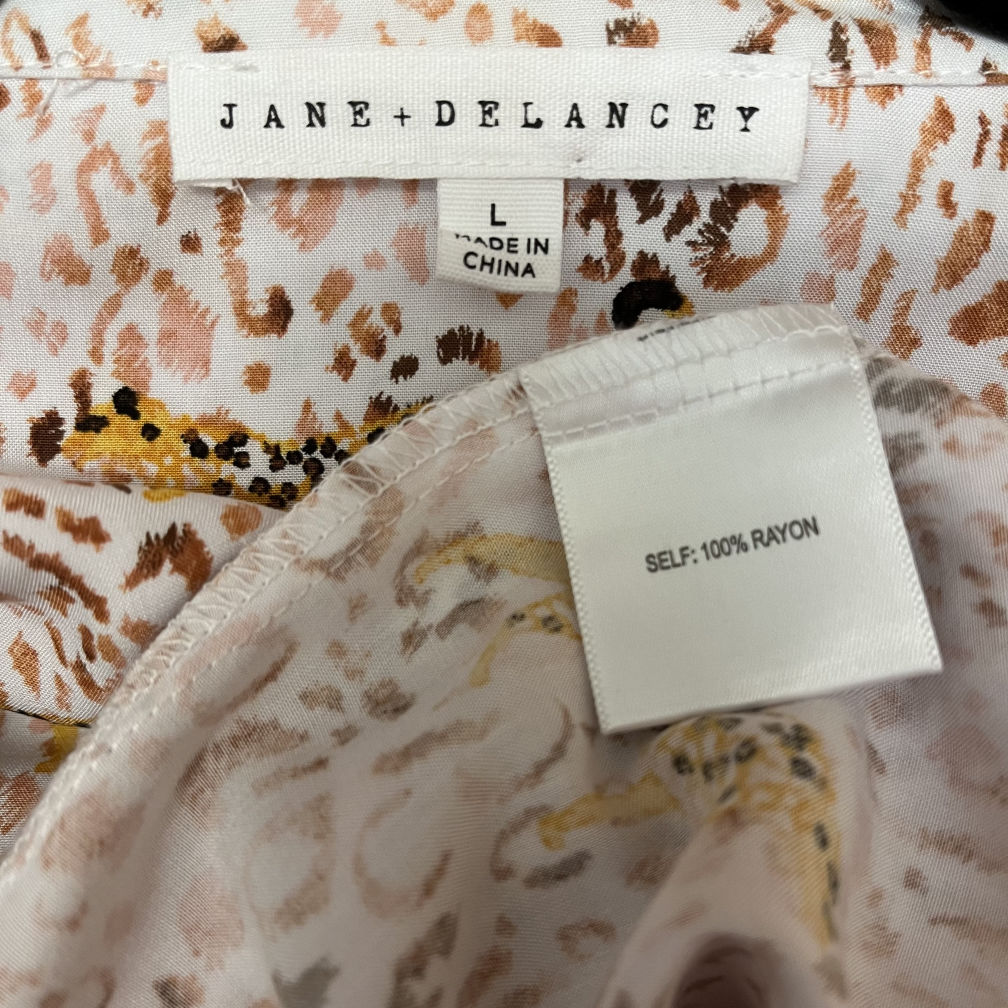 JANE+DELANCEY
L
MADE IN
CHINA
SELF: 100% RAYON